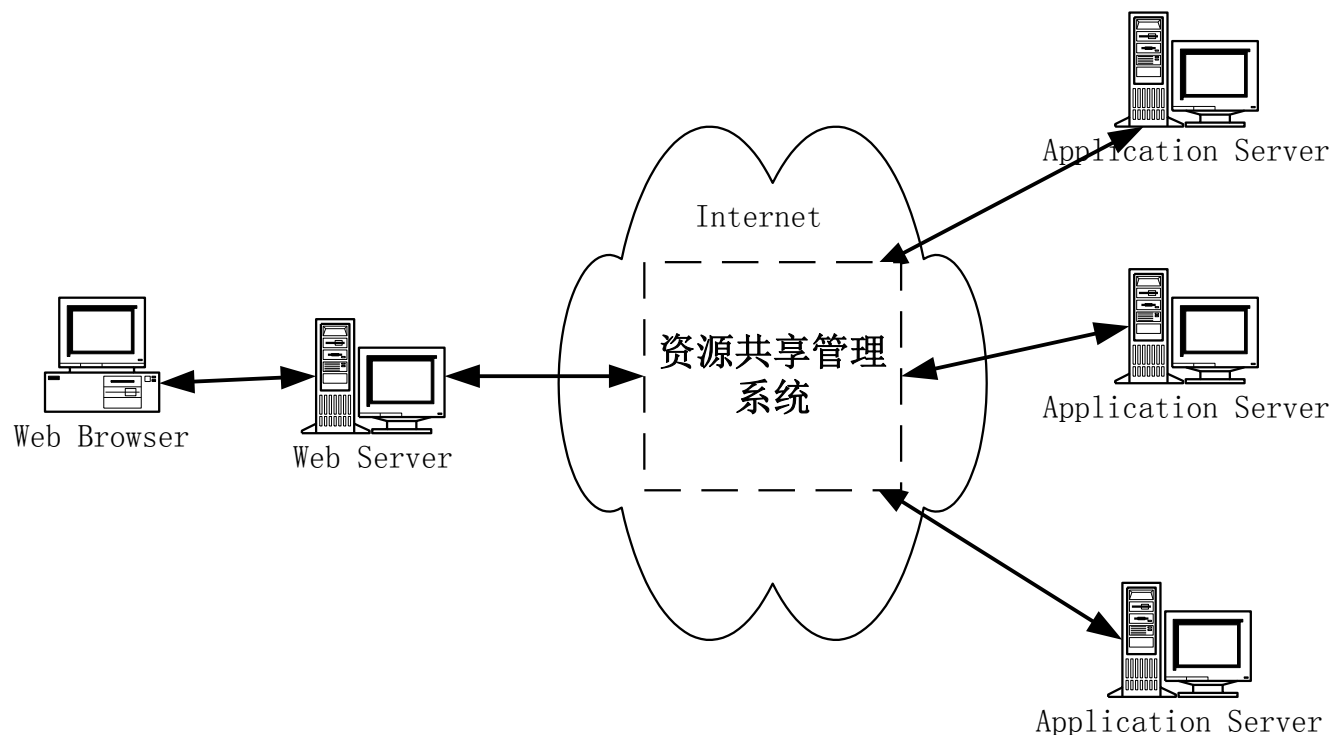 Application Server
Internet
资源共享管理
系统
Application Server
Web Browser
Web Server
Application Server